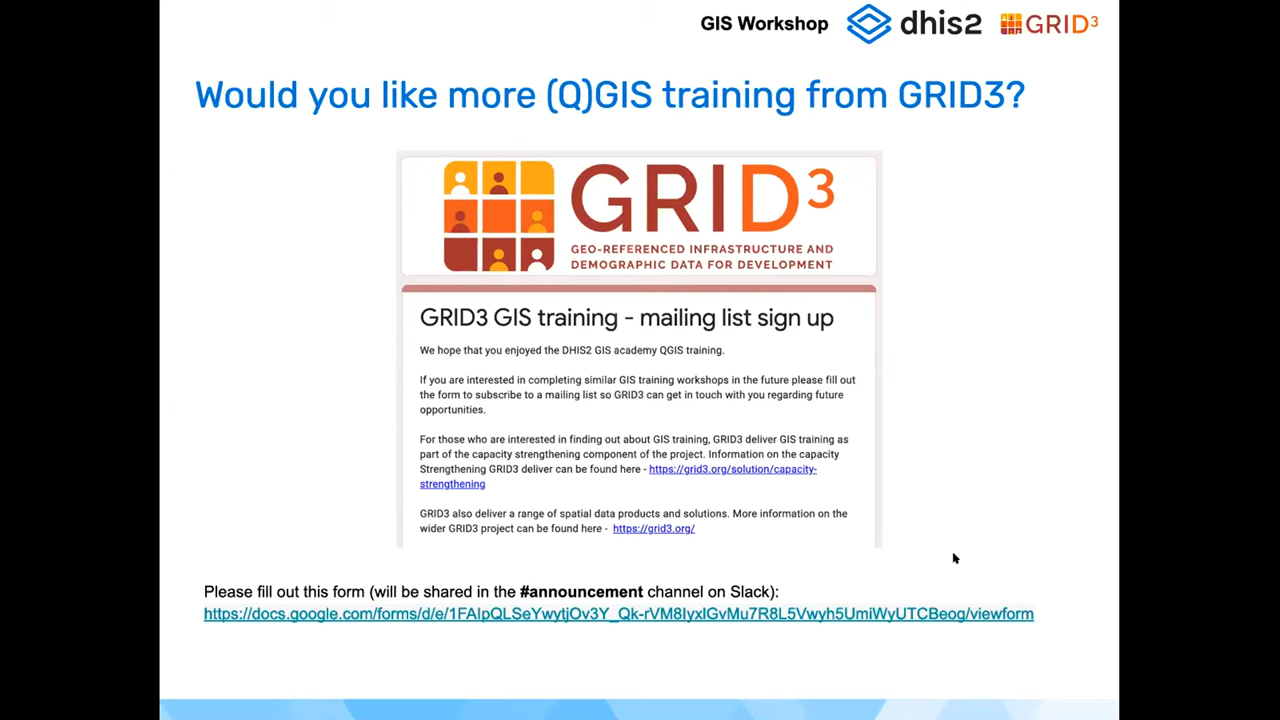 GIS Workshop dhis2 GRID3
Would you like more (Q)GIS training from GRID3?
GRID3
GEO-REFERENCED INFRASTRUCTURE AND
DEMOGRAPHIC DATA FOR DEVELOPMENT
GRID3 GIS training - mailing list sign up
We hope that you enjoyed the DHIS2 GIS academy QGIS training.
If you are interested in completing similar GIS training workshops in the future please fill out
the form to subscribe to a mailing list so GRID3 can get in touch with you regarding future
opportunities.
For those who are interested in finding out about GIS training, GRID3 deliver GIS training as
part of the capacity strengthening component of the project. Information on the capacity
Strengthening GRID3 deliver can be found here - https://grid3.org/solution/capacity-
strengthening
GRID3 also deliver a range of spatial data products and solutions. More information on the
wider GRID3 project can be found here - https://grid3.org/
Please fill out this form (will be shared in the #announcement channel on Slack):
https://docs.google.com/forms/d/e/1FAIpQLSeYwytjOv3Y_Qk-rVM8IyxIGvMu7R8L5Vwyh5UmiWyUTCBeog/viewform